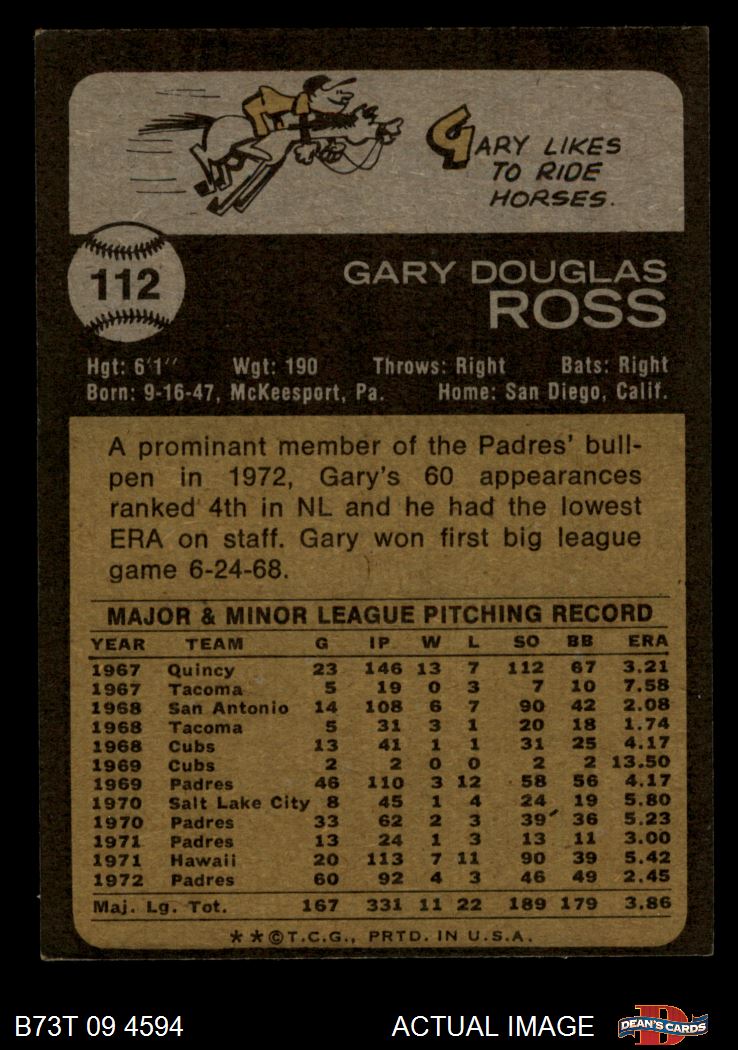 GARY LIKES
TO RIDE
HORSES.
112
GARY DOUGLAS
ROSS
Hgt: 6'1'' Wgt: 190 Throws: Right Bats: Right
Born: 9-16-47, McKeesport, Pa. Home: San Diego, Calif.
A prominant member of the Padres' bull-
pen in 1972, Gary's 60 appearances
ranked 4th in NL and he had the lowest
ERA on staff. Gary won first big league
game 6-24-68.
MAJOR & MINOR LEAGUE PITCHING RECORD
YEAR TEAM G IP W L SO BB ERA
1967 Quincy 23 146 13 7 112 67 3.21
1967 Tacoma 5 19 0 3 7 10 7.58
1968 San Antonio 14 108 6 7 90 42 2.08
1968 Tacoma 5 31 3 1 20 18 1.74
1968 Cubs 13 41 1 1 31 25 4.17
1969 Cubs 2 2 0 0 2 2 13.50
1969 Padres 46 110 3 12 58 56 4.17
1970 Salt Lake City 8 45 1 4 24 19 5.80
1970 Padres 33 62 2 3 39 36 5.23
1971 Padres 13 24 1 3 13 11 3.00
1971 Hawaii 20 113 7 11 90 39 5.42
1972 Padres 60 92 4 3 46 49 2.45
Maj. Lg. Tot. 167 331 11 22 189 179 3.86
**©T.C.G., PRTD. IN U.S.A.
B73T 09 4594 ACTUAL IMAGE D DEAN'S CARDS